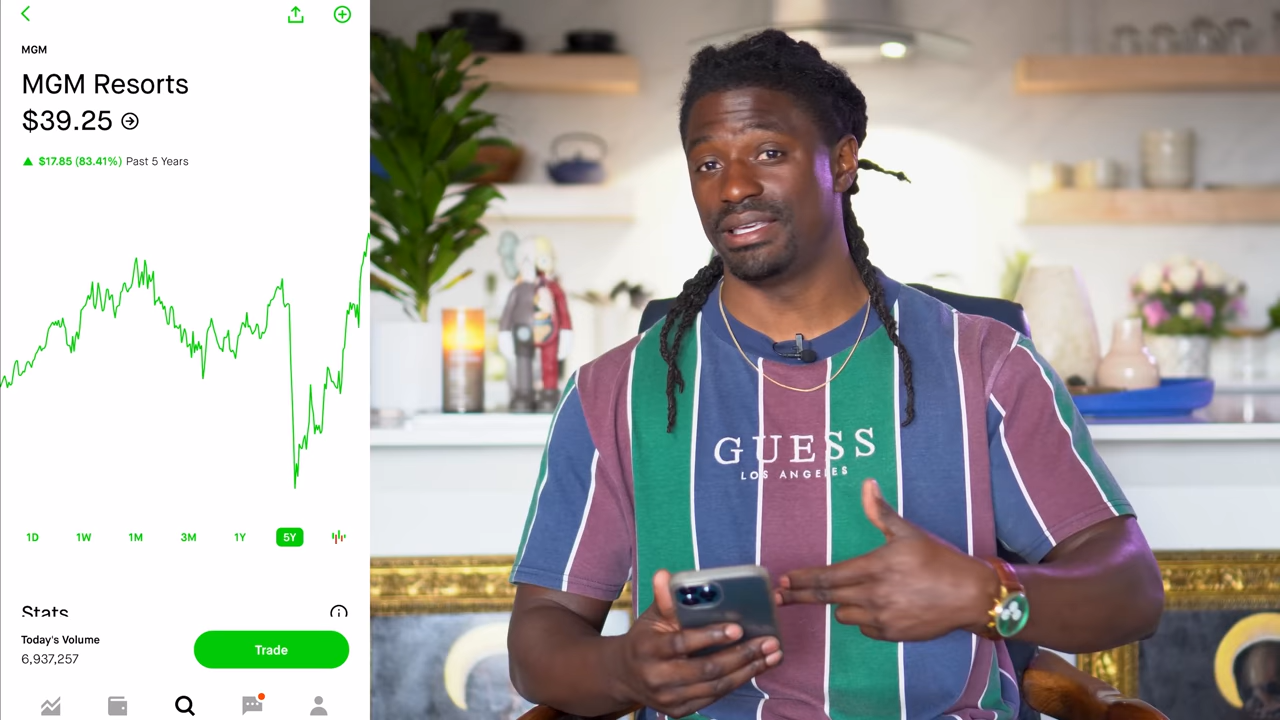 MGM
MGM Resorts
$39.25
$17.85 (83.41%) Past 5 Years
1D 1W 1M 3M 1Y 5Y
Stats
Today's Volume
6,937,257
Trade
GUESS
LOS ANGELES